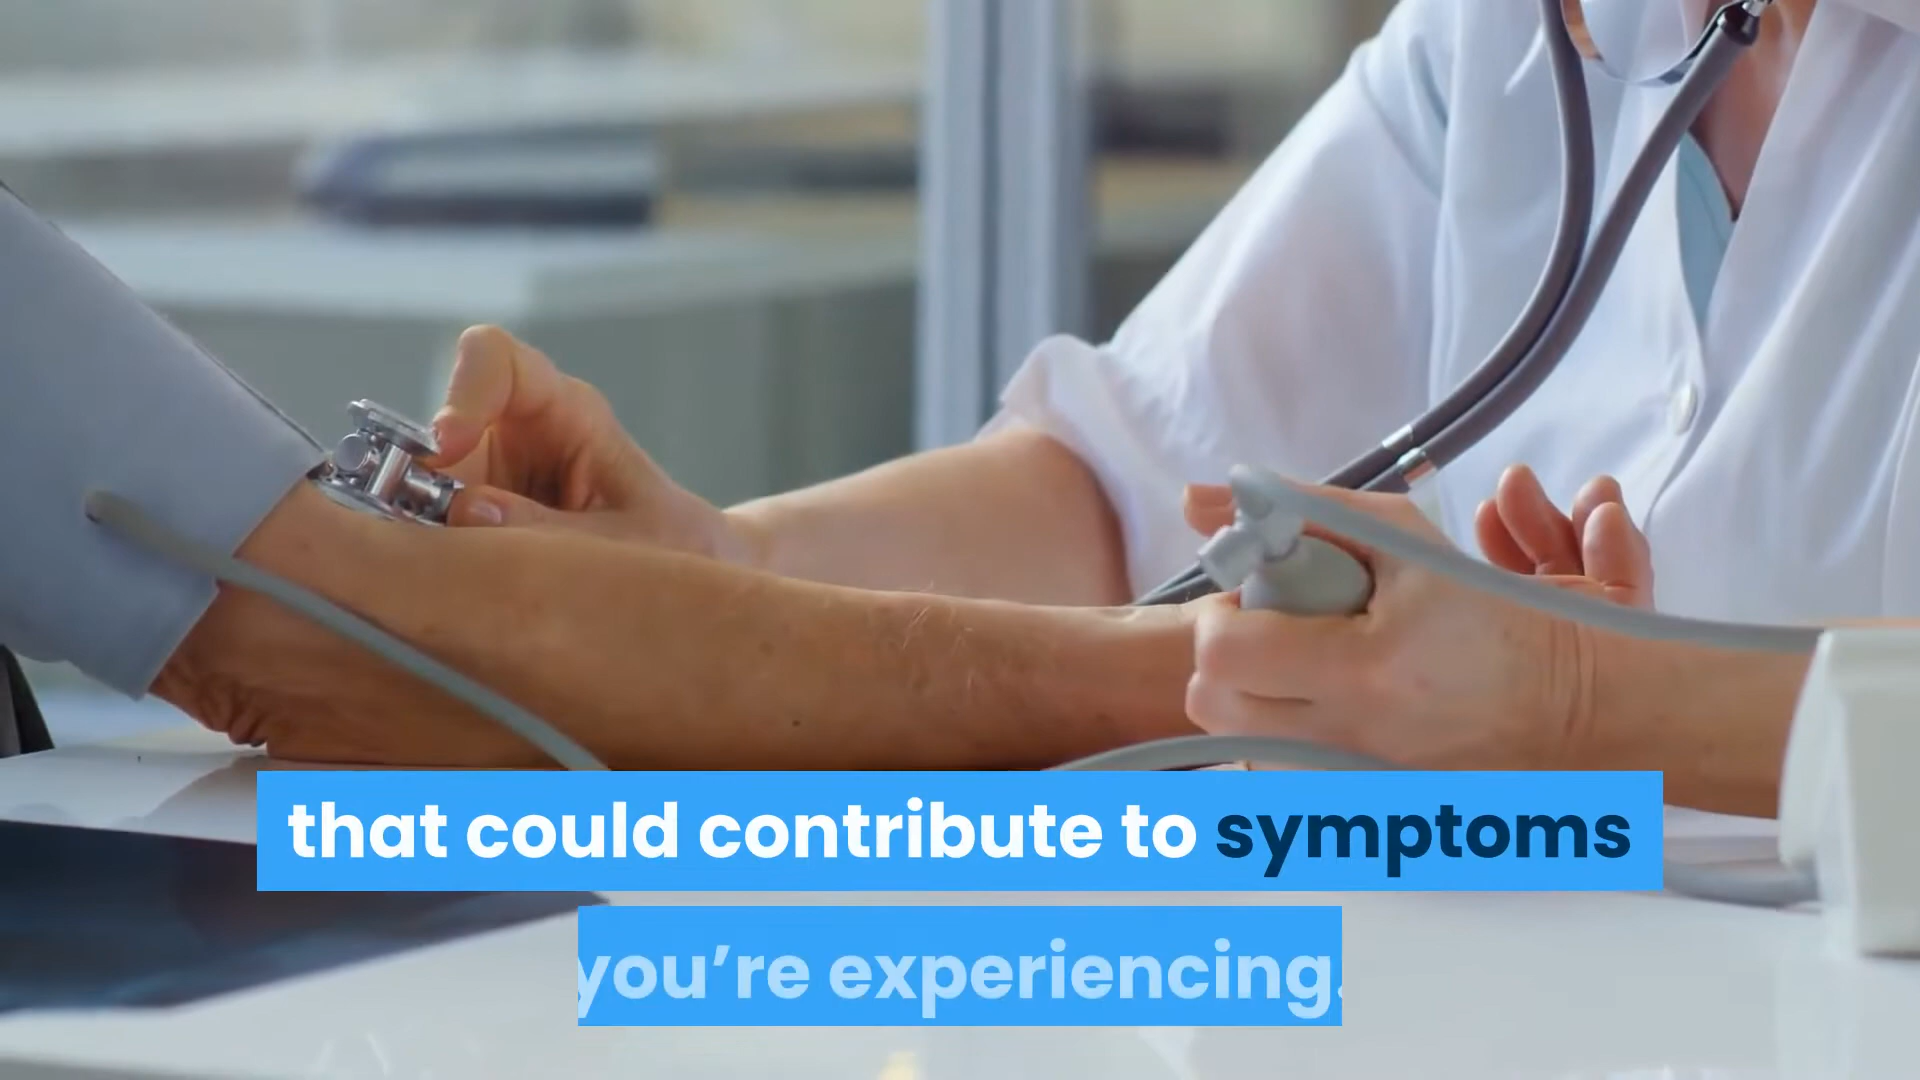 that could contribute to symptoms
you’re experiencing.